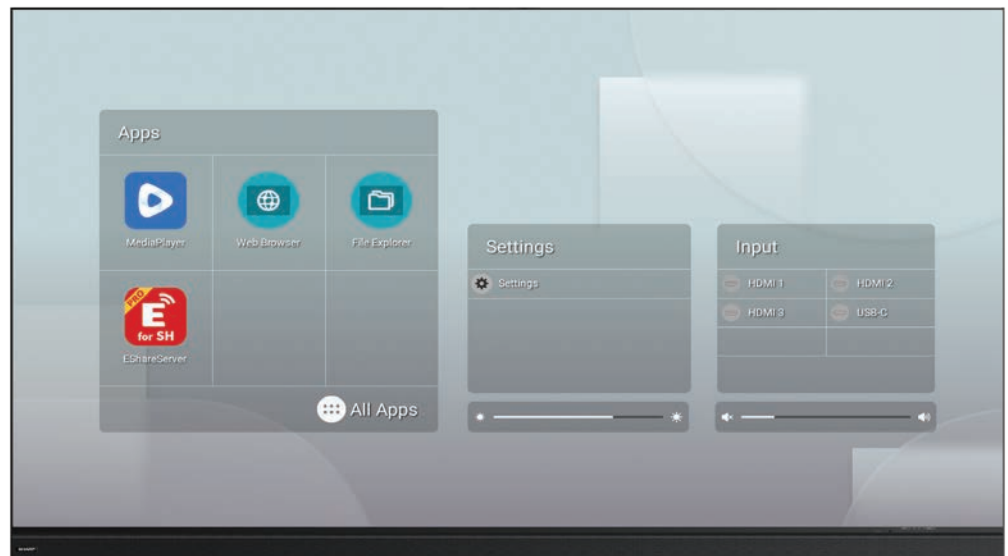 Apps
MediaPlayer
Web Browser
File Explorer
PRO
E
for SH
EShareServer
All Apps
Settings
Settings
Input
HDMI 1
HDMI 2
HDMI 3
USB-C
SHARP